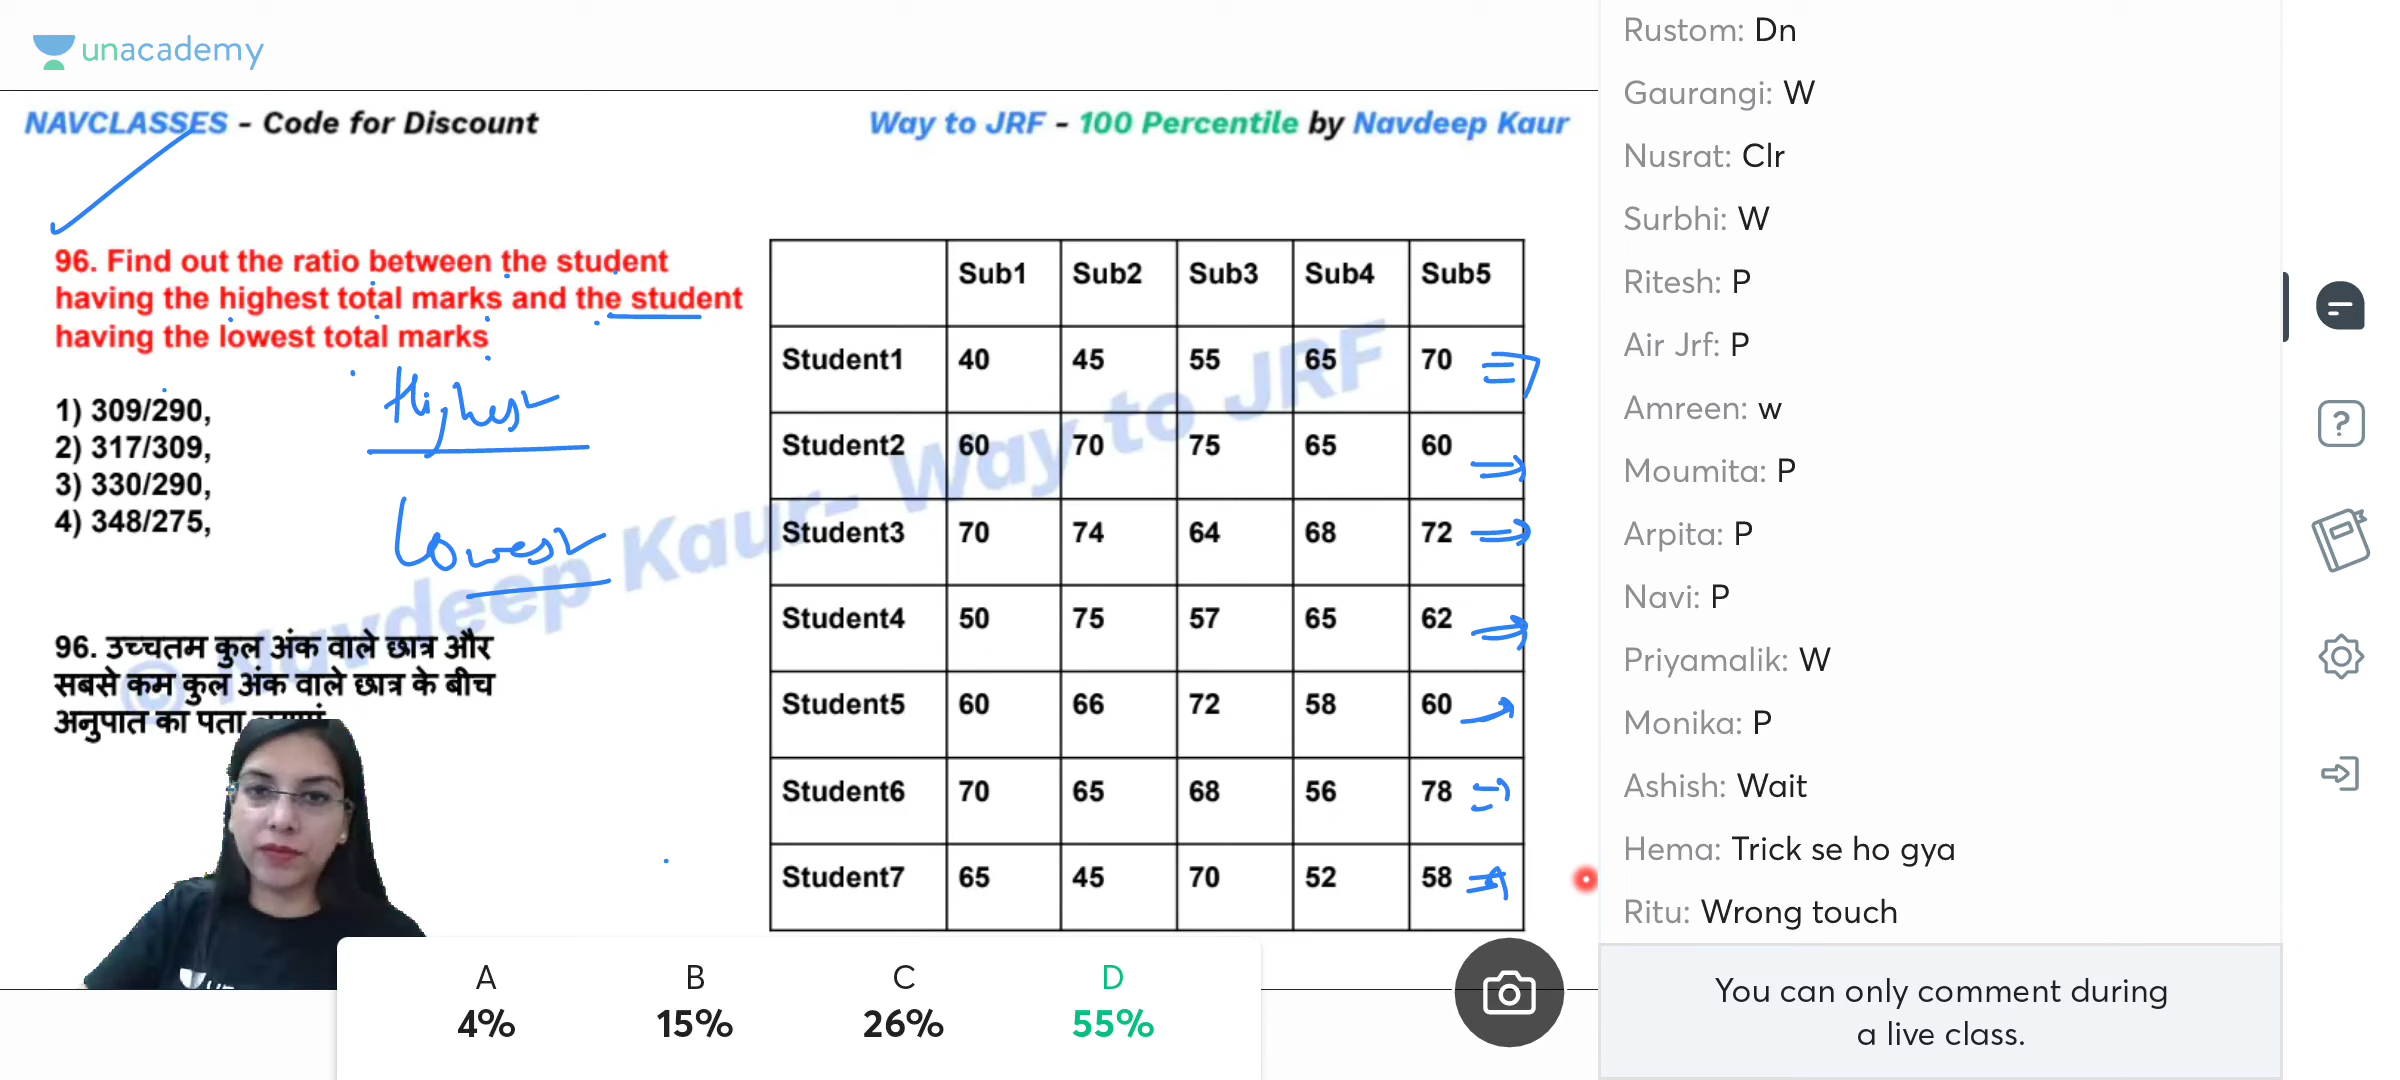 unacademy
NAVCLASSES - Code for Discount
Way to JRF - 100 Percentile by Navdeep Kaur
96. Find out the ratio between the student
having the highest total marks and the student
having the lowest total marks
1) 309/290,
2) 317/309,
3) 330/290,
4) 348/275,
Highest
Lowest
96. उच्चतम कुल अंक वाले छात्र और
सबसे कम कुल अंक वाले छात्र के बीच
अनुपात का पता
Sub1 Sub2 Sub3 Sub4 Sub5
Student1 40 45 55 65 70
Student2 60 70 75 65 60
Student3 70 74 64 68 72
Student4 50 75 57 65 62
Student5 60 66 72 58 60
Student6 70 65 68 56 78
Student7 65 45 70 52 58
© Navdeep Kaur- Way to JRF
A B C D
4% 15% 26% 55%
Rustom: Dn
Gaurangi: W
Nusrat: Clr
Surbhi: W
Ritesh: P
Air Jrf: P
Amreen: w
Moumita: P
Arpita: P
Navi: P
Priyamalik: W
Monika: P
Ashish: Wait
Hema: Trick se ho gya
Ritu: Wrong touch
You can only comment during
a live class.